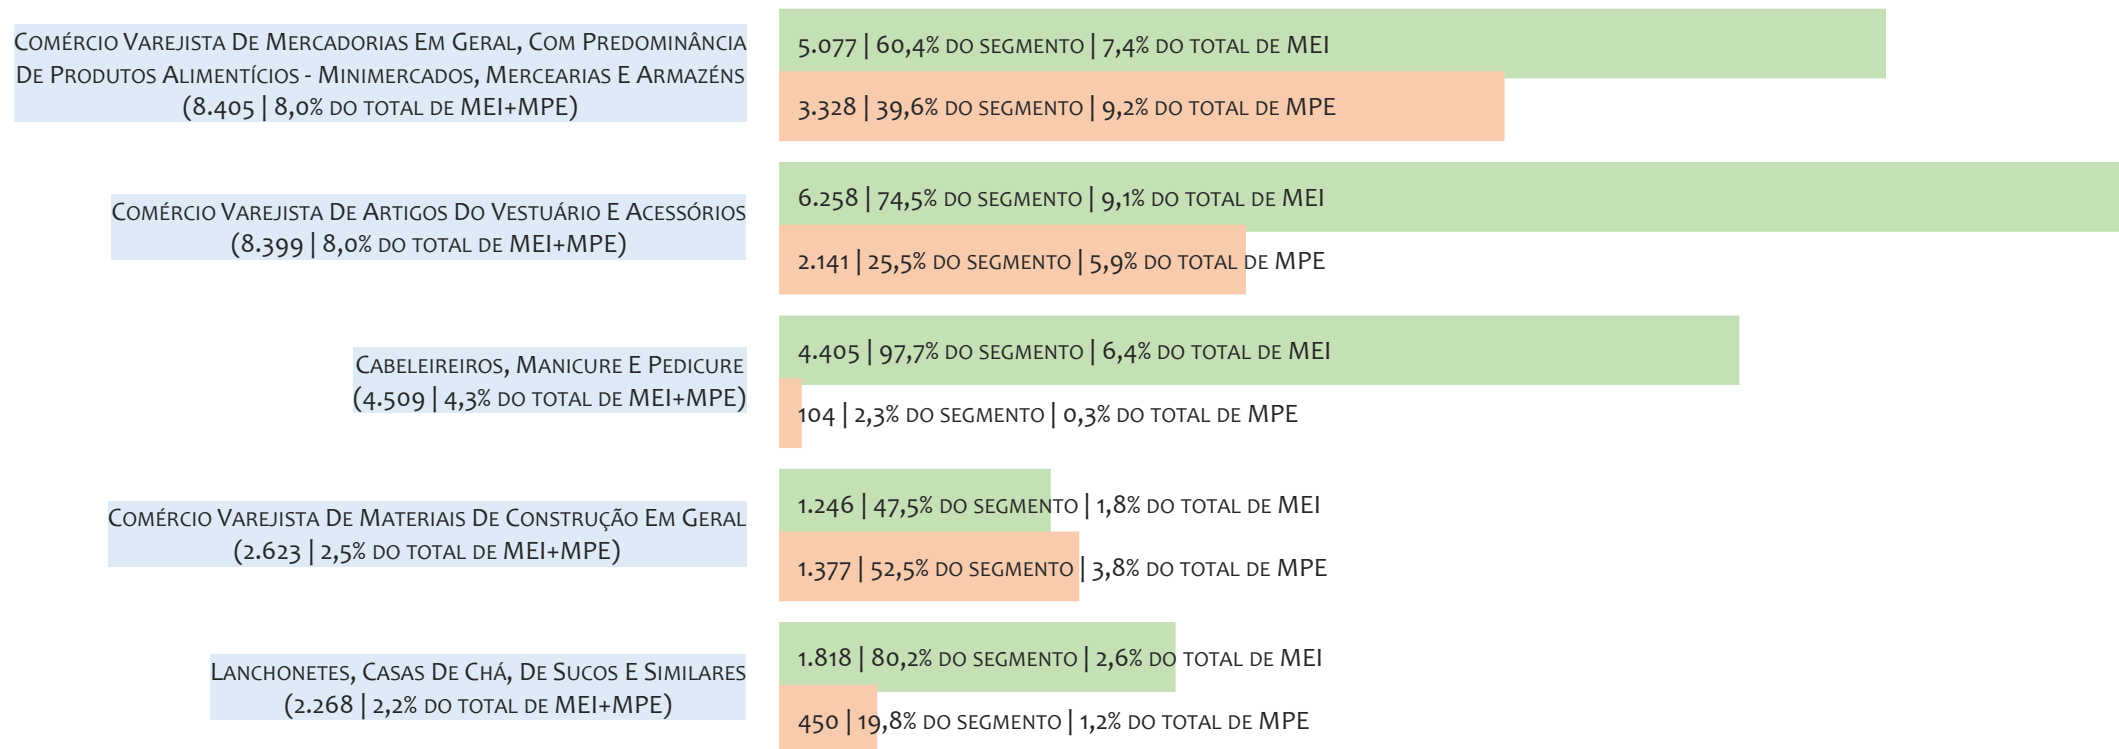 Comércio Varejista De Mercadorias Em Geral, Com Predominância
De Produtos Alimentícios - Minimercados, Mercearias E Armazéns
(8.405 | 8,0% do total de MEI+MPE)
5.077 | 60,4% do segmento | 7,4% do total de MEI
3.328 | 39,6% do segmento | 9,2% do total de MPE
Comércio Varejista De Artigos Do Vestuário E Acessórios
(8.399 | 8,0% do total de MEI+MPE)
6.258 | 74,5% do segmento | 9,1% do total de MEI
2.141 | 25,5% do segmento | 5,9% do total de MPE
Cabeleireiros, Manicure E Pedicure
(4.509 | 4,3% do total de MEI+MPE)
4.405 | 97,7% do segmento | 6,4% do total de MEI
104 | 2,3% do segmento | 0,3% do total de MPE
Comércio Varejista De Materiais De Construção Em Geral
(2.623 | 2,5% do total de MEI+MPE)
1.246 | 47,5% do segmento | 1,8% do total de MEI
1.377 | 52,5% do segmento | 3,8% do total de MPE
Lanchonetes, Casas De Chá, De Sucos E Similares
(2.268 | 2,2% do total de MEI+MPE)
1.818 | 80,2% do segmento | 2,6% do total de MEI
450 | 19,8% do segmento | 1,2% do total de MPE